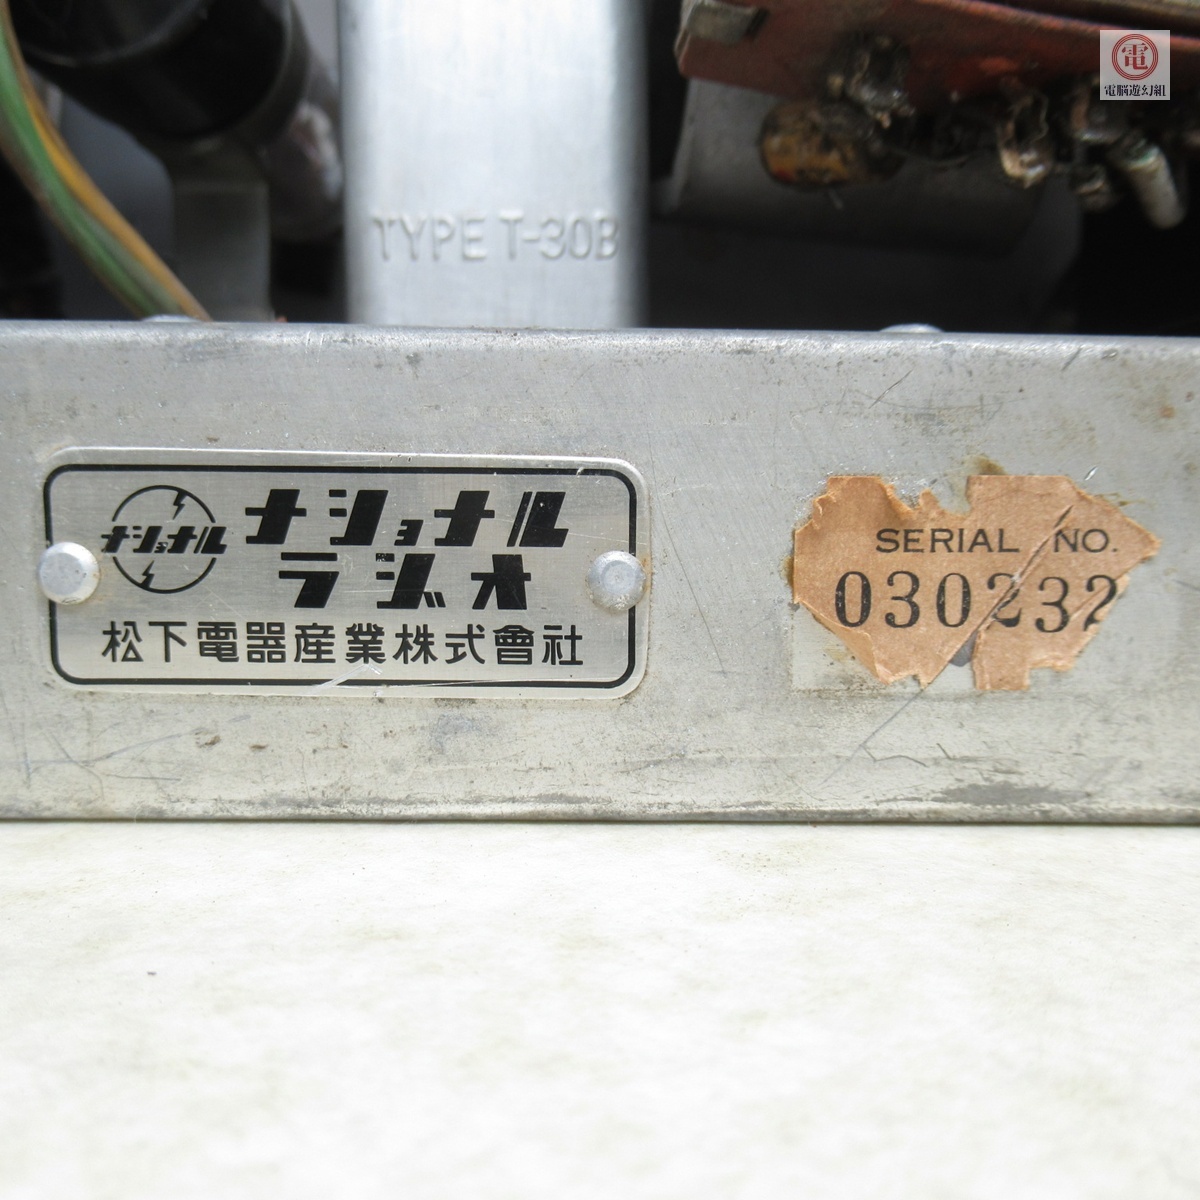 電
電脳遊幻組
TYPE T-30B
ナショナル
ナショナル
ラジオ
松下電器産業株式會社
SERIAL NO.
030232